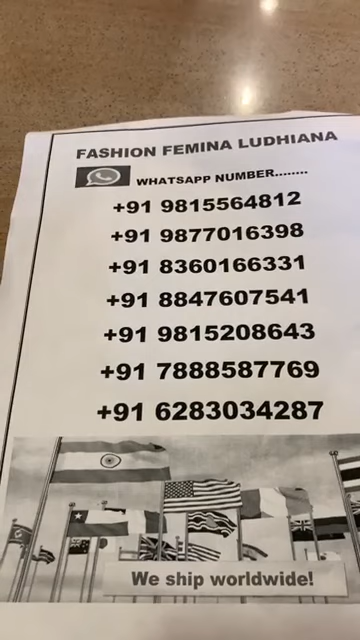 FASHION FEMINA LUDHIANA
WHATSAPP NUMBER........
+91 9815564812
+91 9877016398
+91 8360166331
+91 8847607541
+91 9815208643
+91 7888587769
+91 6283034287
We ship worldwide!